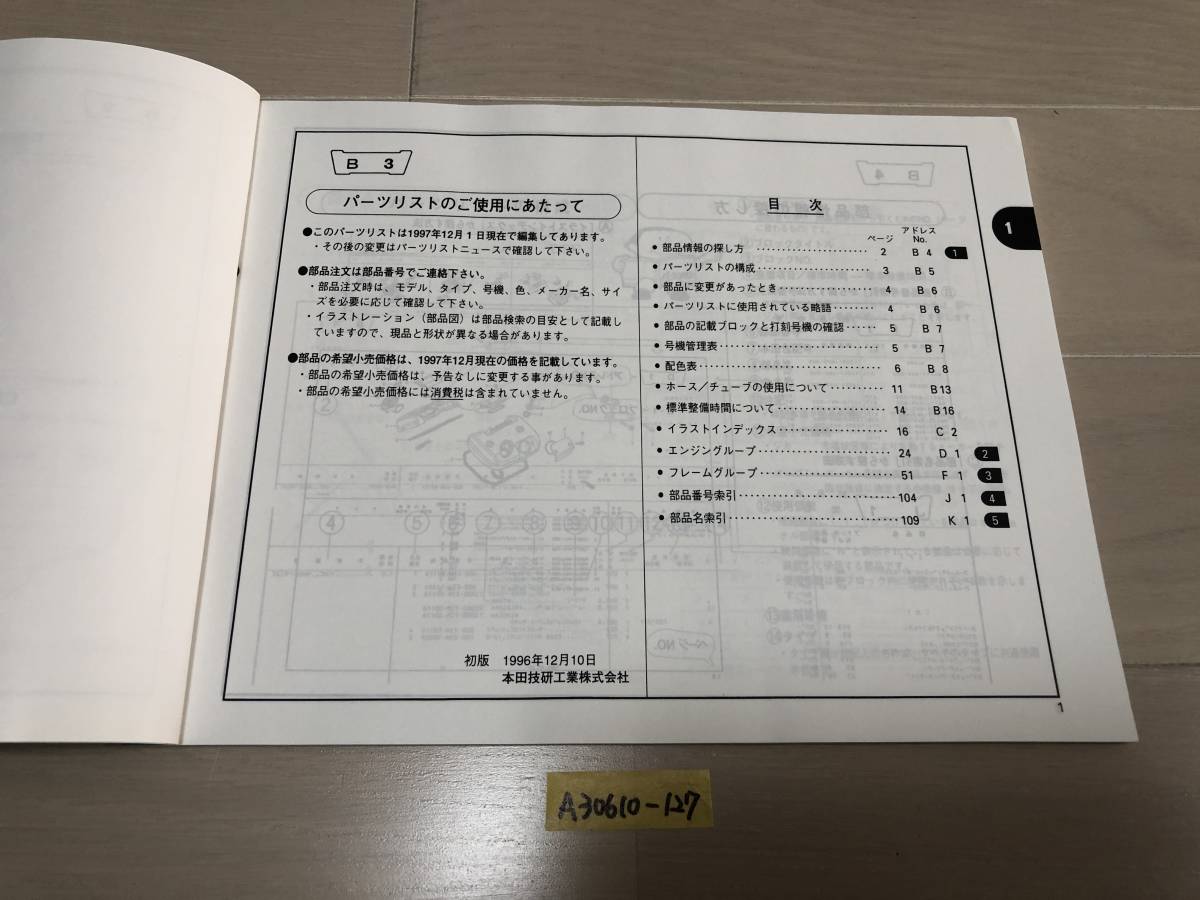 B 3
パーツリストのご使用にあたって
●このパーツリストは1997年12月1日現在で編集してあります。
・その後の変更はパーツリストニュースで確認して下さい。
●部品注文は部品番号でご連絡下さい。
・部品注文時は、モデル、タイプ、号機、色、メーカー名、サイ
ズを必要に応じて確認して下さい。
・イラストレーション（部品図）は部品検索の目安として記載し
ていますので、現品と形状が異なる場合があります。
●部品の希望小売価格は、1997年12月現在の価格を記載しています。
・部品の希望小売価格は、予告なしに変更する事があります。
・部品の希望小売価格には消費税は含まれていません。
初版 1996年12月10日
本田技研工業株式会社
目 次
ページ アドレスNo.
●部品情報の探し方 2 B 4 1
●パーツリストの構成 3 B 5
●部品に変更があったとき 4 B 6
●パーツリストに使用されている略語 4 B 6
●部品の記載ブロックと打刻号機の確認 5 B 7
●号機管理表 5 B 7
●配色表 6 B 8
●ホース／チューブの使用について 11 B13
●標準整備時間について 14 B16
●イラストインデックス 16 C 2
●エンジングループ 24 D 1 2
●フレームグループ 51 F 1 3
●部品番号索引 104 J 1 4
●部品名索引 109 K 1 5
1
1
A30610-127